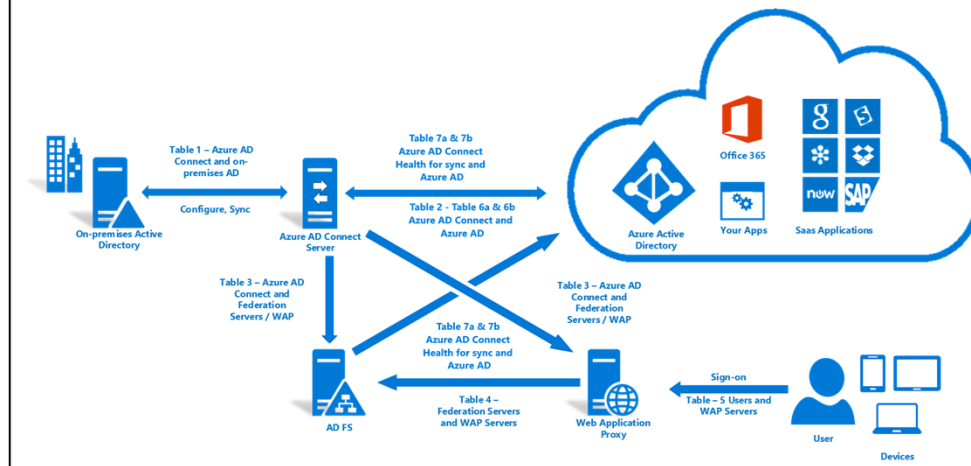 Table 1 – Azure AD
Connect and on-
premises AD
Configure, Sync
On-premises Active
Directory
Azure AD Connect
Server
Table 7a & 7b
Azure AD Connect
Health for sync and
Azure AD
Table 2 - Table 6a & 6b
Azure AD Connect and
Azure AD
Office 365
Azure Active
Directory
Your Apps
g
S
now
SAP
Saas Applications
Table 3 – Azure AD
Connect and
Federation
Servers / WAP
Table 3 – Azure AD
Connect and
Federation
Servers / WAP
Table 7a & 7b
Azure AD Connect
Health for sync and
Azure AD
Table 4 –
Federation Servers
and WAP Servers
AD FS
Web Application
Proxy
Sign-on
Table – 5 Users and
WAP Servers
User
Devices